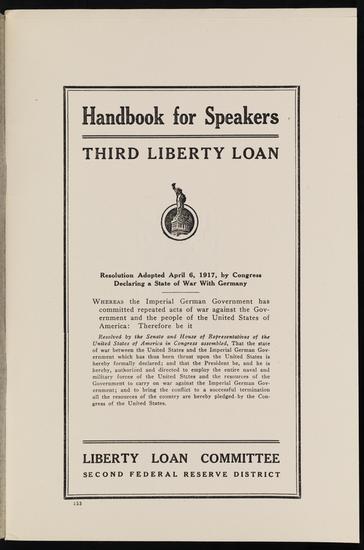 Handbook for Speakers
THIRD LIBERTY LOAN
Resolution Adopted April 6, 1917, by Congress
Declaring a State of War With Germany
WHEREAS the Imperial German Government has
committed repeated acts of war against the Gov-
ernment and the people of the United States of
America: Therefore be it
Resolved by the Senate and House of Representatives of the
United States of America in Congress assembled, That the state
of war between the United States and the Imperial German Gov-
ernment which has thus been thrust upon the United States is
hereby formally declared; and that the President be, and he is
hereby, authorized and directed to employ the entire naval and
military forces of the United States and the resources of the
Government to carry on war against the Imperial German Gov-
ernment; and to bring the conflict to a successful termination
all the resources of the country are hereby pledged by the Con-
gress of the United States.
LIBERTY LOAN COMMITTEE
SECOND FEDERAL RESERVE DISTRICT
153